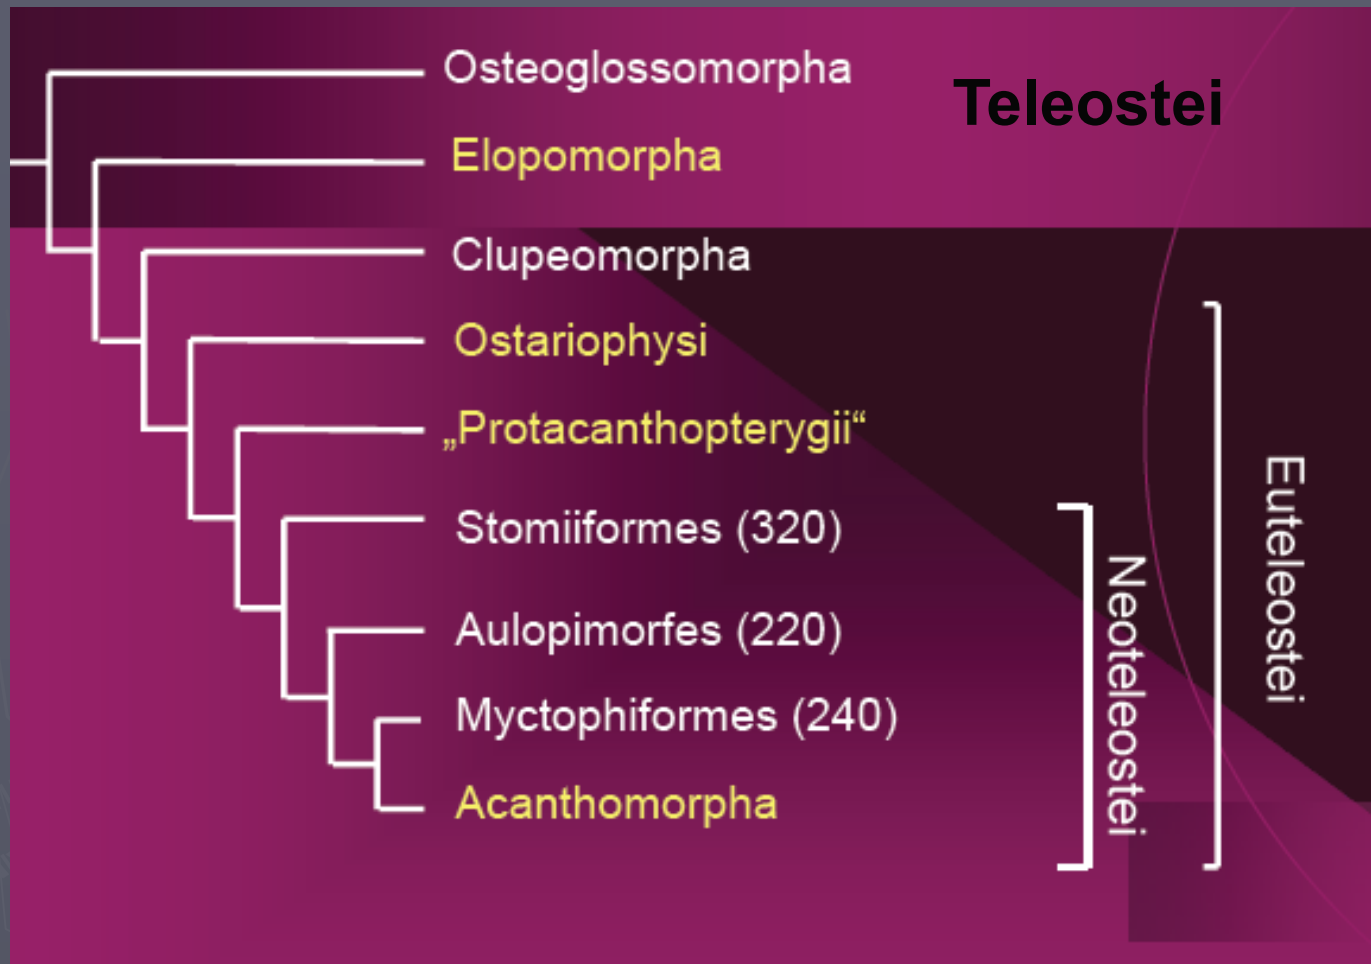 Teleostei
Osteoglossomorpha
Elopomorpha
Clupeomorpha
Ostariophysi
„Protacanthopterygii“
Stomiiformes (320)
Aulopimorfes (220)
Myctophiformes (240)
Acanthomorpha
Neoteleostei
Euteleostei